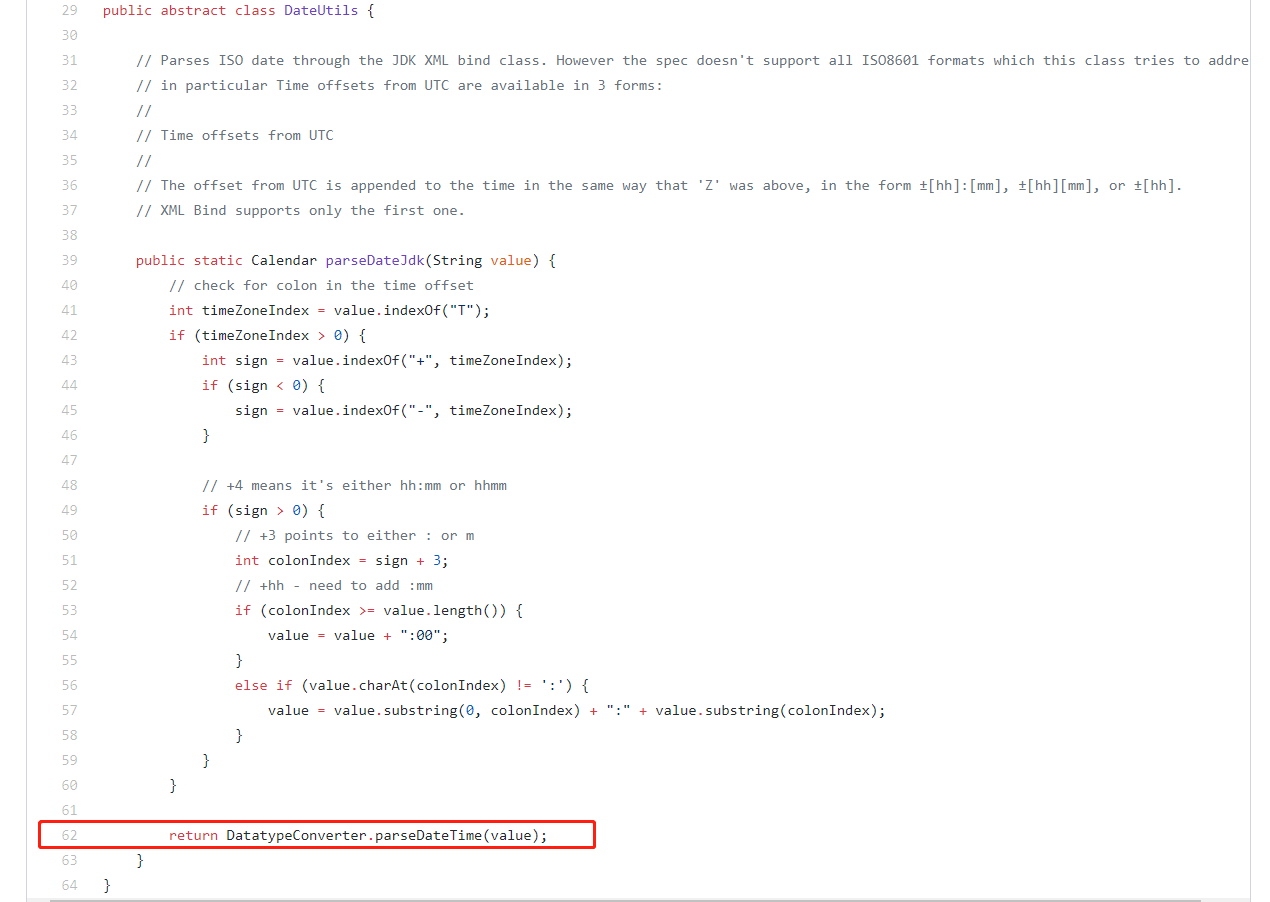 29 public abstract class DateUtils {
30
31 // Parses ISO date through the JDK XML bind class. However the spec doesn't support all ISO8601 formats which this class tries to addre
32 // in particular Time offsets from UTC are available in 3 forms:
33 //
34 // Time offsets from UTC
35 //
36 // The offset from UTC is appended to the time in the same way that 'Z' was above, in the form ±[hh]:[mm], ±[hh][mm], or ±[hh].
37 // XML Bind supports only the first one.
38
39 public static Calendar parseDateJdk(String value) {
40 // check for colon in the time offset
41 int timeZoneIndex = value.indexOf("T");
42 if (timeZoneIndex > 0) {
43 int sign = value.indexOf("+", timeZoneIndex);
44 if (sign < 0) {
45 sign = value.indexOf("-", timeZoneIndex);
46 }
47
48 // +4 means it's either hh:mm or hhmm
49 if (sign > 0) {
50 // +3 points to either : or m
51 int colonIndex = sign + 3;
52 // +hh - need to add :mm
53 if (colonIndex >= value.length()) {
54 value = value + ":00";
55 }
56 else if (value.charAt(colonIndex) != ':') {
57 value = value.substring(0, colonIndex) + ":" + value.substring(colonIndex);
58 }
59 }
60 }
61
62 return DatatypeConverter.parseDateTime(value);
63 }
64 }